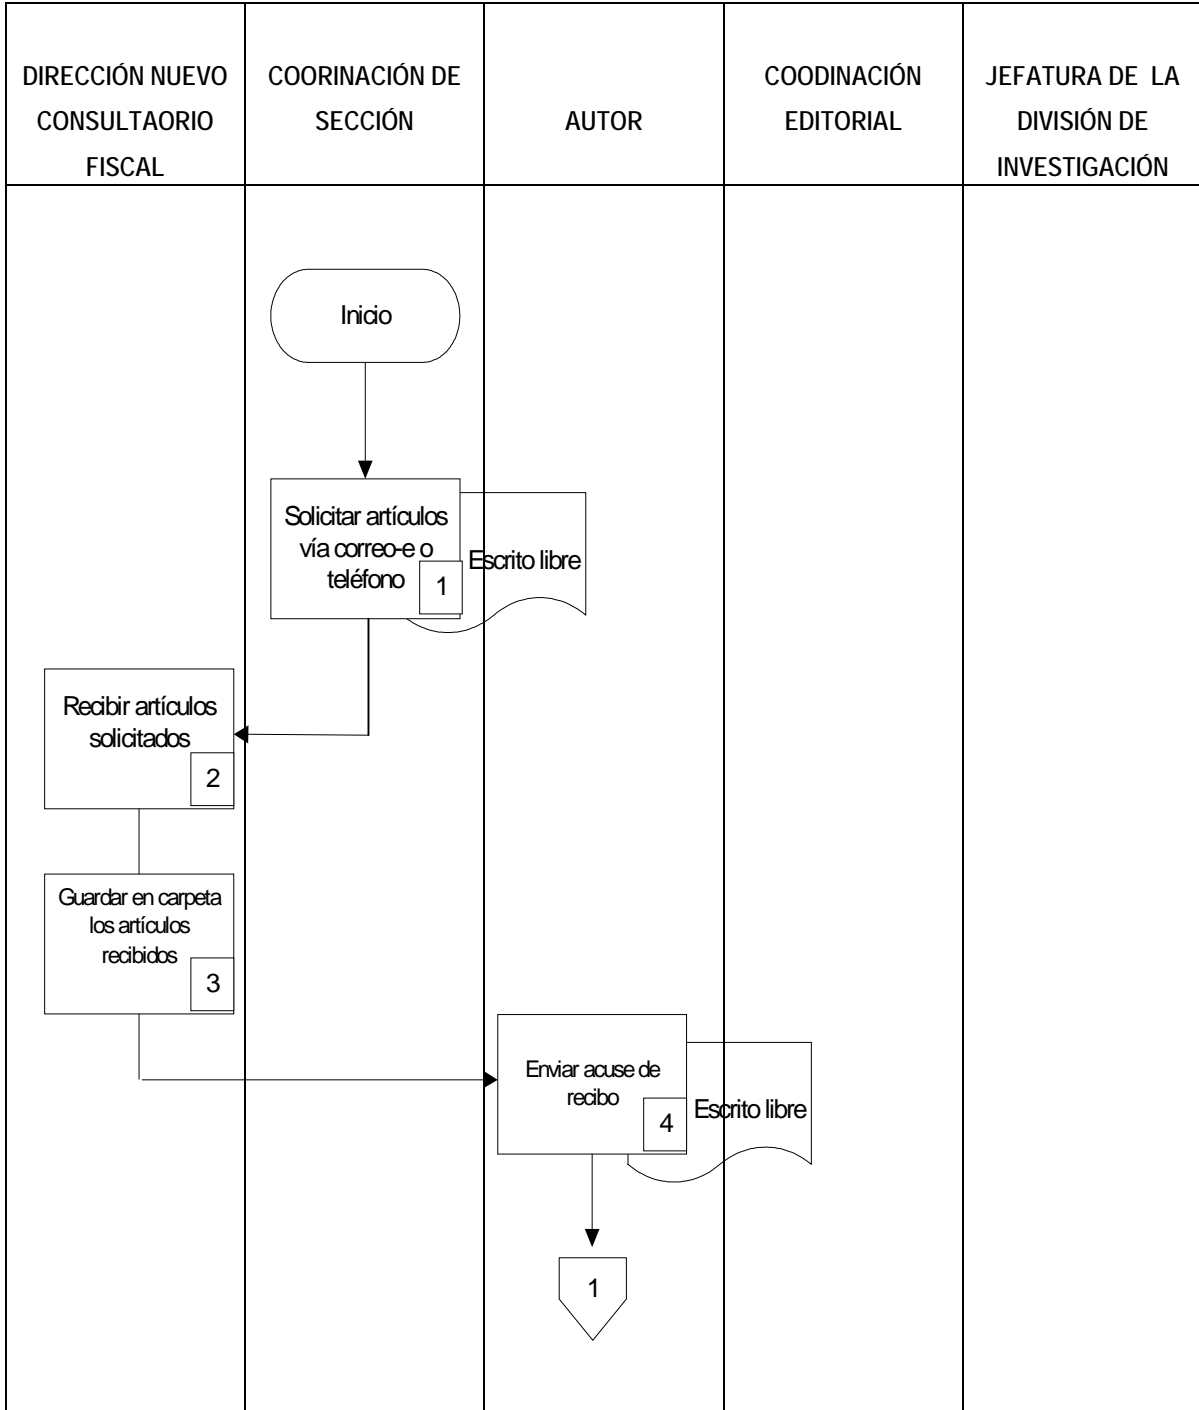 DIRECCIÓN NUEVO
CONSULTAORIO
FISCAL
COORINACIÓN DE
SECCIÓN
AUTOR
COODINACIÓN
EDITORIAL
JEFATURA DE LA
DIVISIÓN DE
INVESTIGACIÓN
Inicio
Solicitar artículos
vía correo-e o
teléfono
1
Escrito libre
Recibir artículos
solicitados
2
Guardar en carpeta
los artículos
recibidos
3
Enviar acuse de
recibo
4
Escrito libre
1